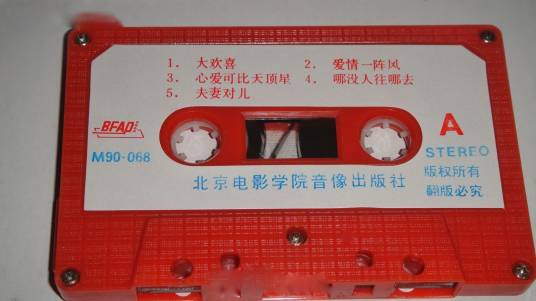 1． 大欢喜 2． 爱情一阵风
3． 心爱可比天顶星 4． 哪没人往哪去
5． 夫妻对儿
BFAP
M90-068
A
STEREO
北京电影学院音像出版社
版权所有
翻版必究